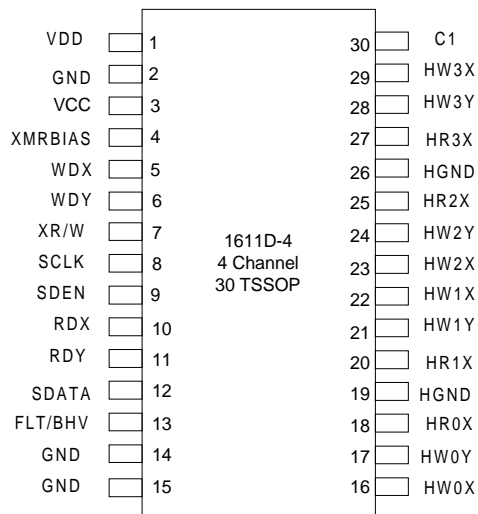 VDD 1 30 C1
GND 2 29 HW3X
VCC 3 28 HW3Y
XMRBIAS 4 27 HR3X
WDX 5 26 HGND
WDY 6 25 HR2X
XR/W 7 24 HW2Y
1611D-4
SCLK 8 4 Channel 23 HW2X
30 TSSOP
SDEN 9 22 HW1X
RDX 10 21 HW1Y
RDY 11 20 HR1X
SDATA 12 19 HGND
FLT/BHV 13 18 HR0X
GND 14 17 HW0Y
GND 15 16 HW0X